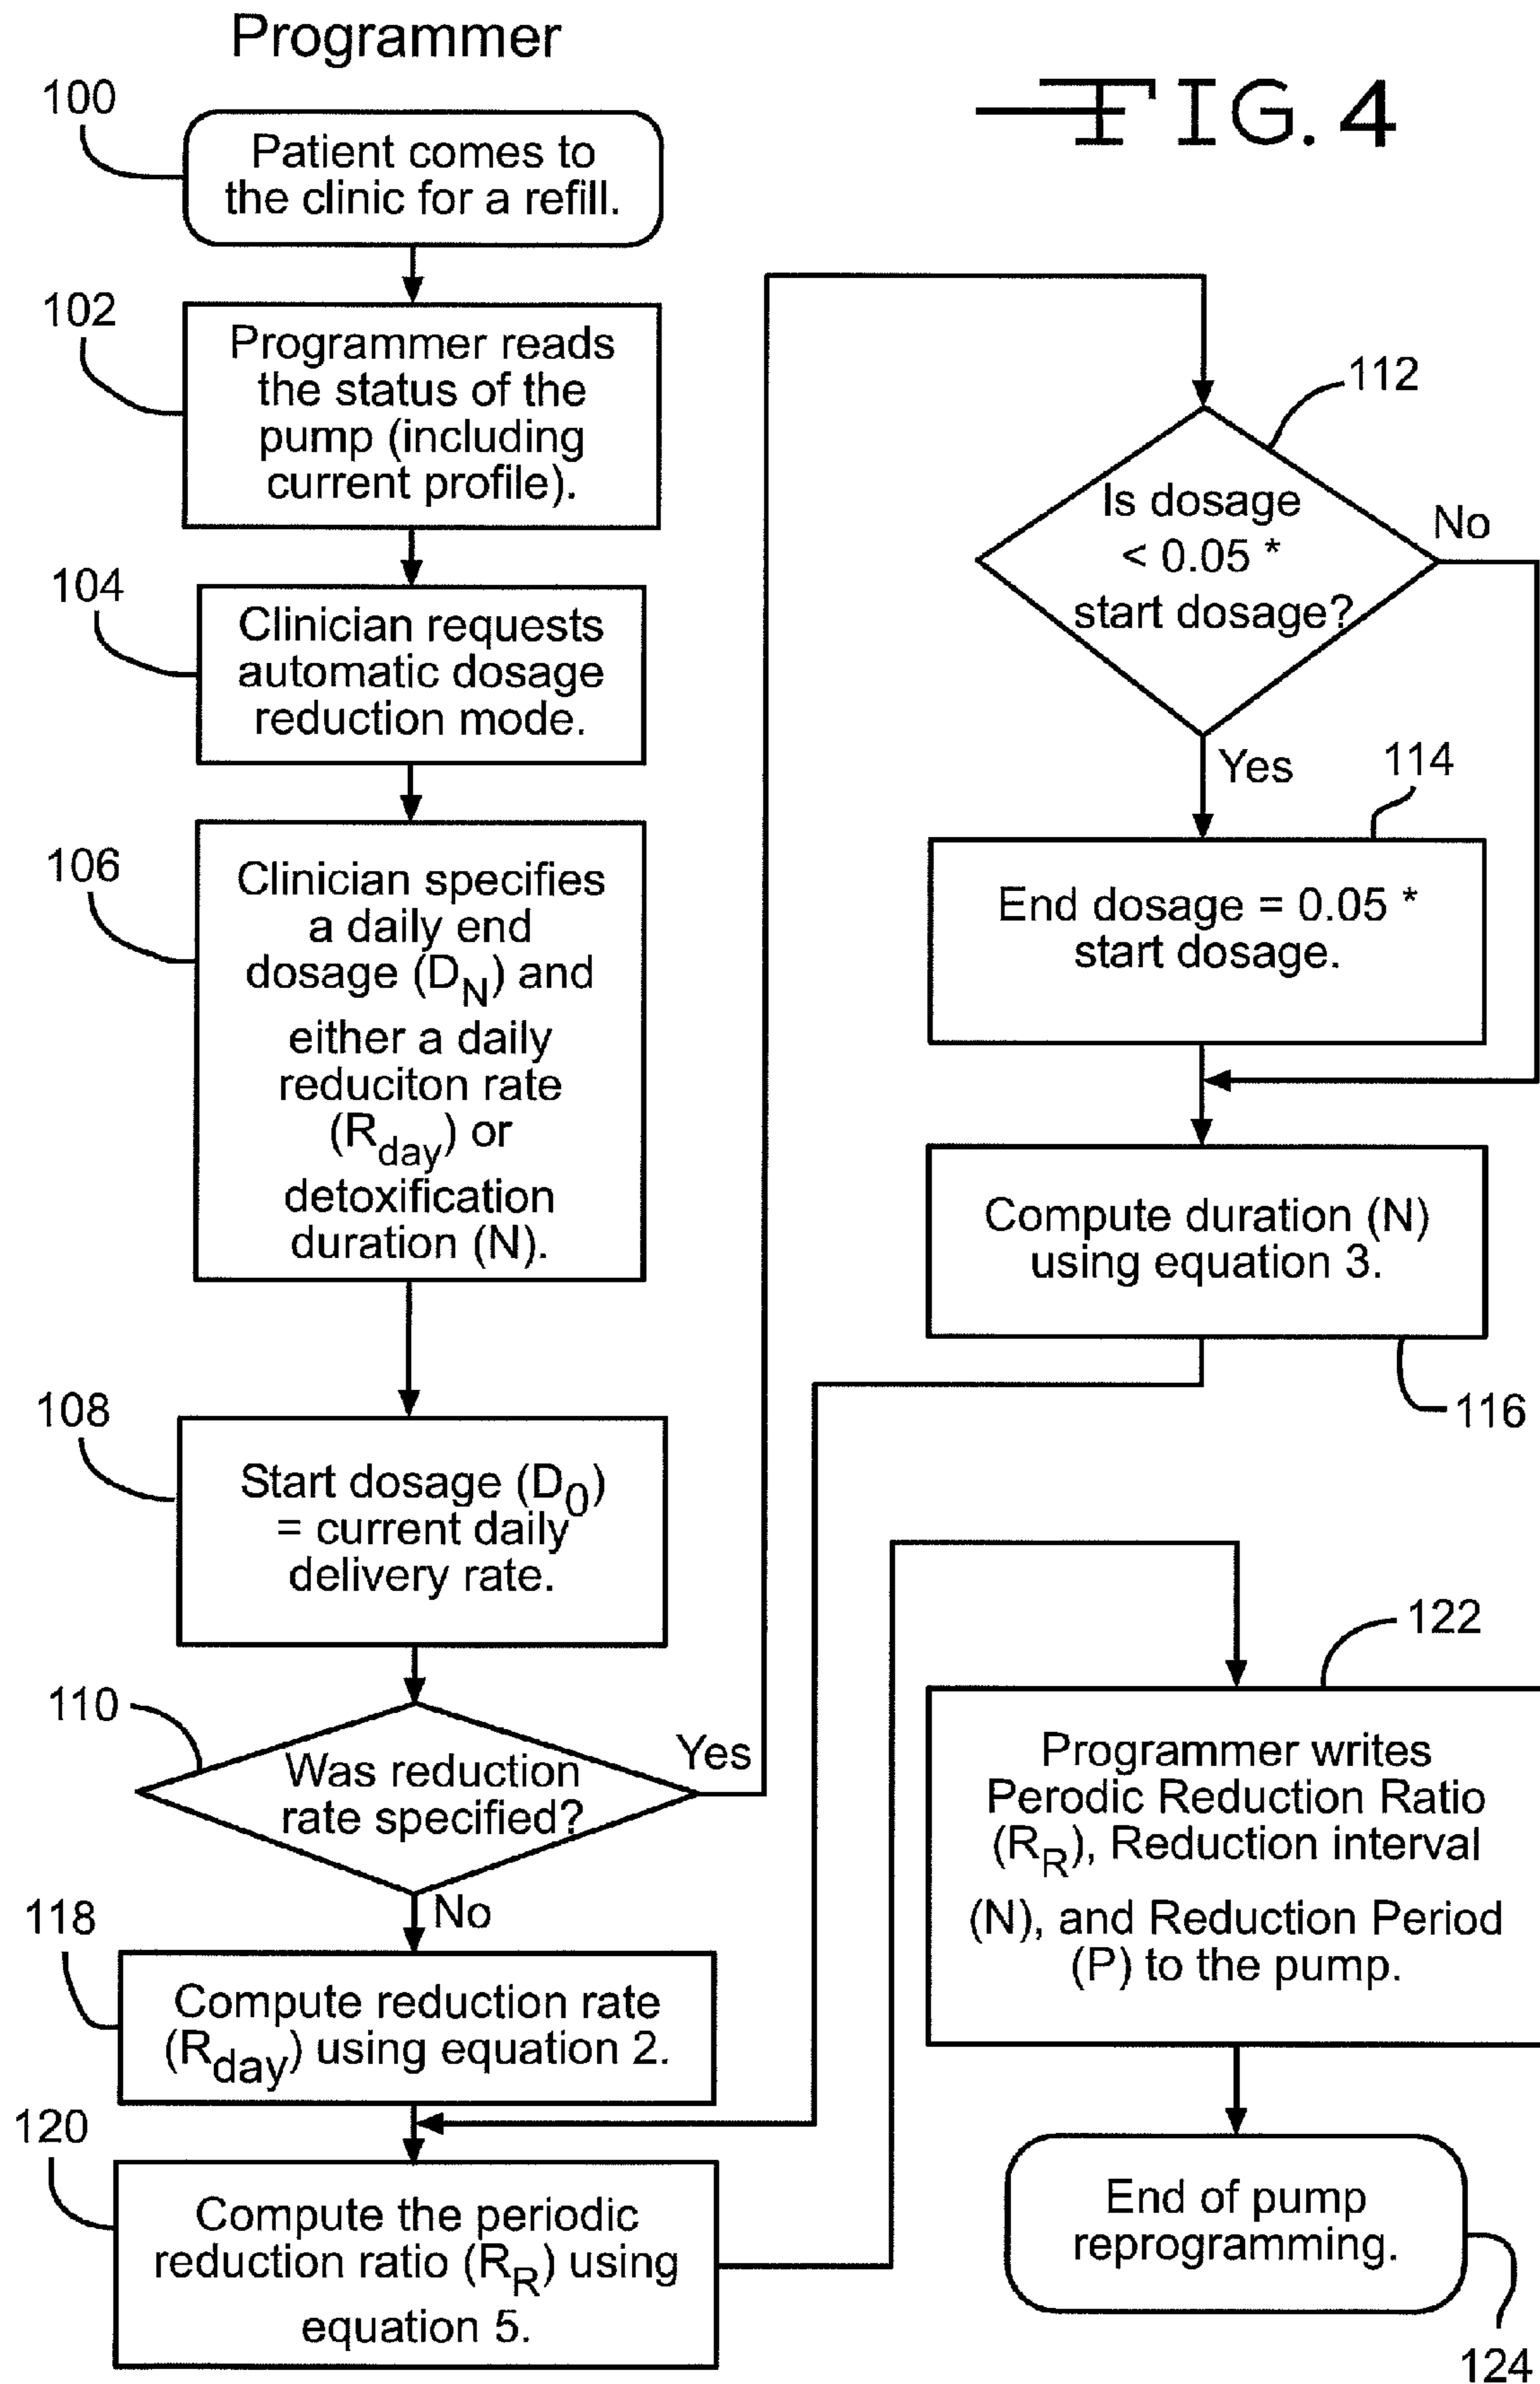 Programmer
FIG. 4
100
Patient comes to
the clinic for a refill.
102
Programmer reads
the status of the
pump (including
current profile).
104
Clinician requests
automatic dosage
reduction mode.
106
Clinician specifies
a daily end
dosage (D_N) and
either a daily
reduciton rate
(R_day) or
detoxification
duration (N).
108
Start dosage (D_0)
= current daily
delivery rate.
110
Was reduction
rate specified?
Yes
No
118
Compute reduction rate
(R_day) using equation 2.
120
Compute the periodic
reduction ratio (R_R) using
equation 5.
112
Is dosage
< 0.05 *
start dosage?
No
Yes
114
End dosage = 0.05 *
start dosage.
Compute duration (N)
using equation 3.
116
122
Programmer writes
Perodic Reduction Ratio
(R_R), Reduction interval
(N), and Reduction Period
(P) to the pump.
End of pump
reprogramming.
124